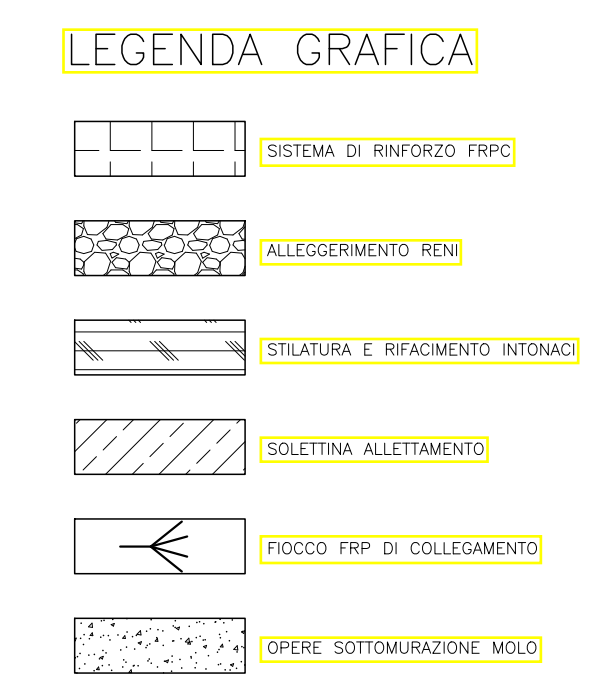 LEGENDA GRAFICA
SISTEMA DI RINFORZO FRPC
ALLEGGERIMENTO RENI
STILATURA E RIFACIMENTO INTONACI
SOLETTINA ALLETTAMENTO
FIOCCO FRP DI COLLEGAMENTO
OPERE SOTTOMURAZIONE MOLO